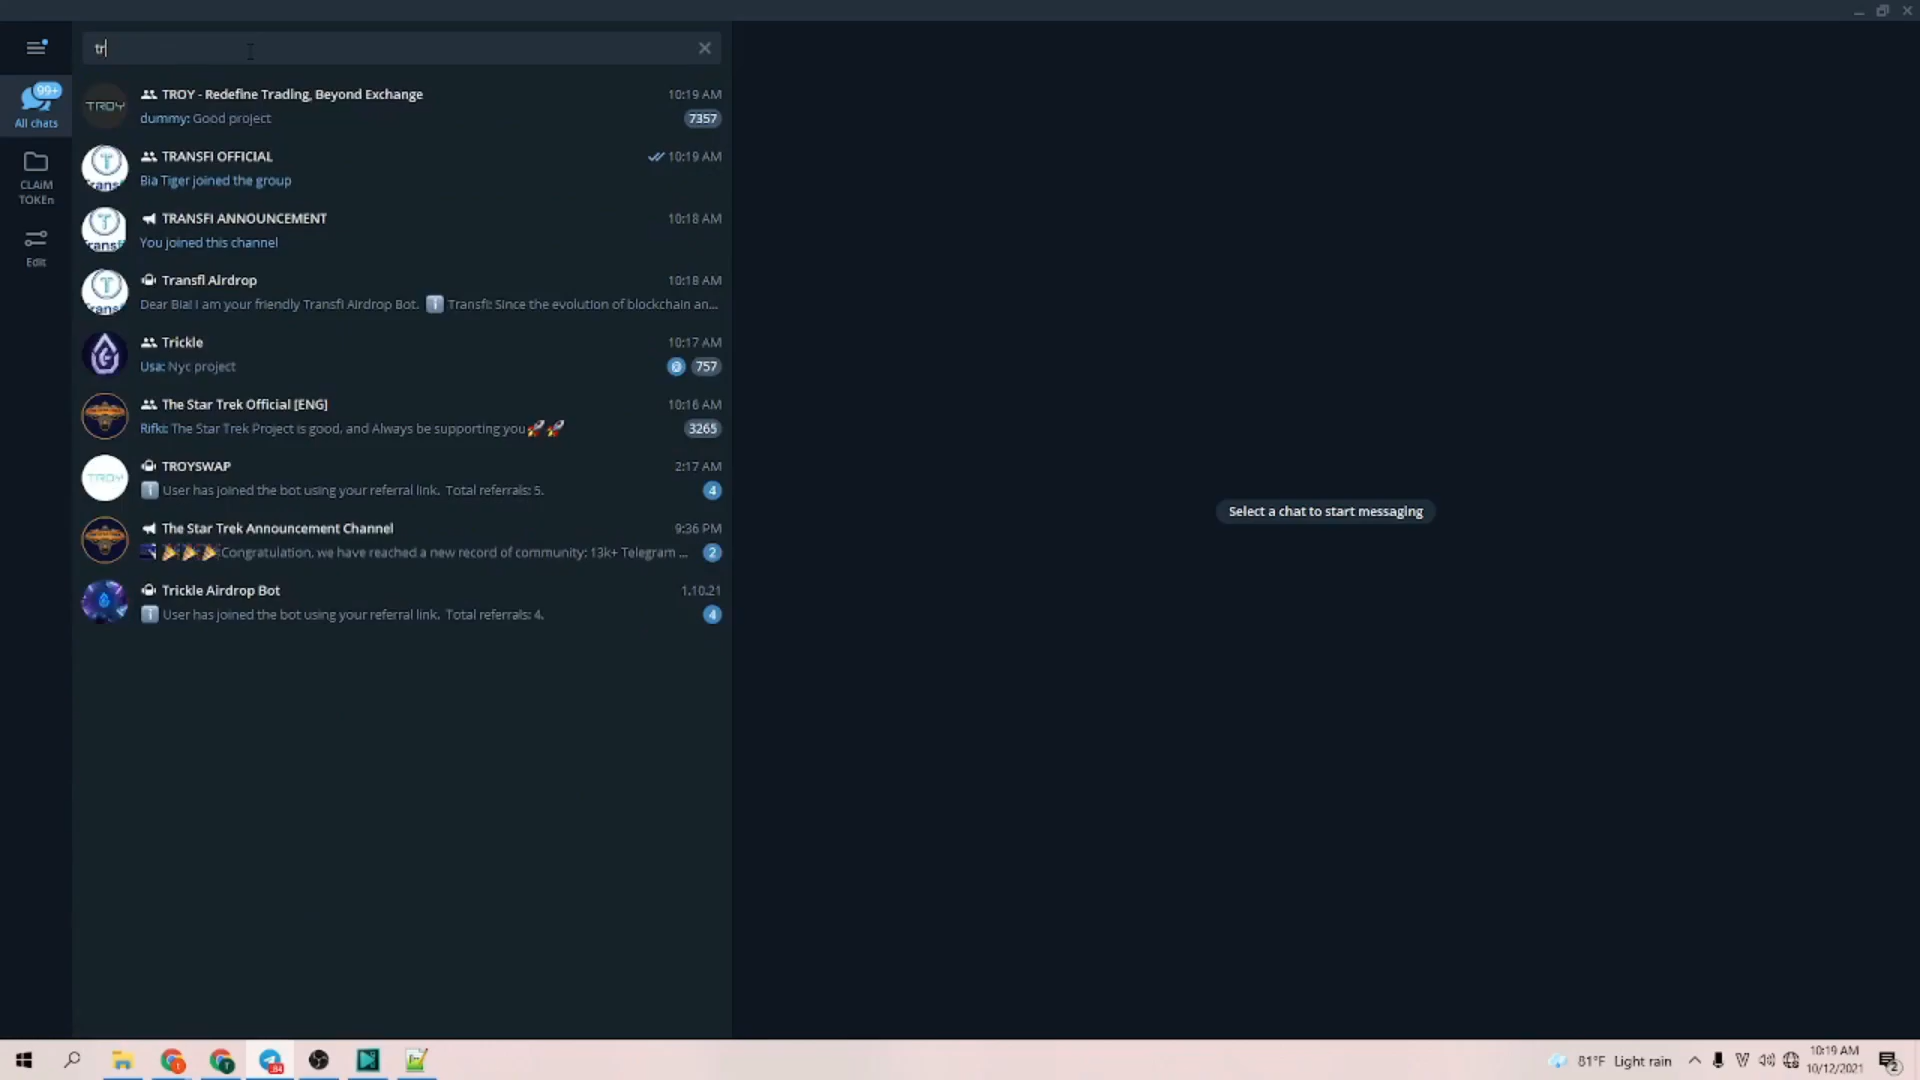 tr
99+
All chats
CLAiM
TOKEn
Edit
TROY - Redefine Trading, Beyond Exchange 10:19 AM
dummy: Good project 7357
TROY
TRANSFI OFFICIAL 10:19 AM
Bia Tiger joined the group
TRANSFI ANNOUNCEMENT 10:18 AM
You joined this channel
Transfi Airdrop 10:18 AM
Dear Bia! I am your friendly Transfi Airdrop Bot. Transfi: Since the evolution of blockchain an...
Trickle 10:17 AM
Usa: Nyc project @ 757
The Star Trek Official [ENG] 10:16 AM
Rifki: The Star Trek Project is good, and Always be supporting you 3265
TROYSWAP 2:17 AM
TROY
User has joined the bot using your referral link. Total referrals: 5. 4
The Star Trek Announcement Channel 9:36 PM
Congratulation, we have reached a new record of community: 13k+ Telegram ... 2
Trickle Airdrop Bot 1.10.21
User has joined the bot using your referral link. Total referrals: 4. 4
Select a chat to start messaging
81°F Light rain
10:19 AM
10/12/2021